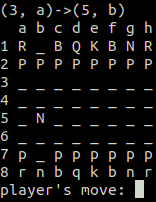 (3, a)->(5, b)
  a b c d e f g h
1 R _ B Q K B N R
2 P P P P P P P P
3 _ _ _ _ _ _ _ _
4 _ _ _ _ _ _ _ _
5 _ N _ _ _ _ _ _
6 _ _ _ _ _ _ _ _
7 p _ p p p p p p
8 r n b q k b n r
player's move: